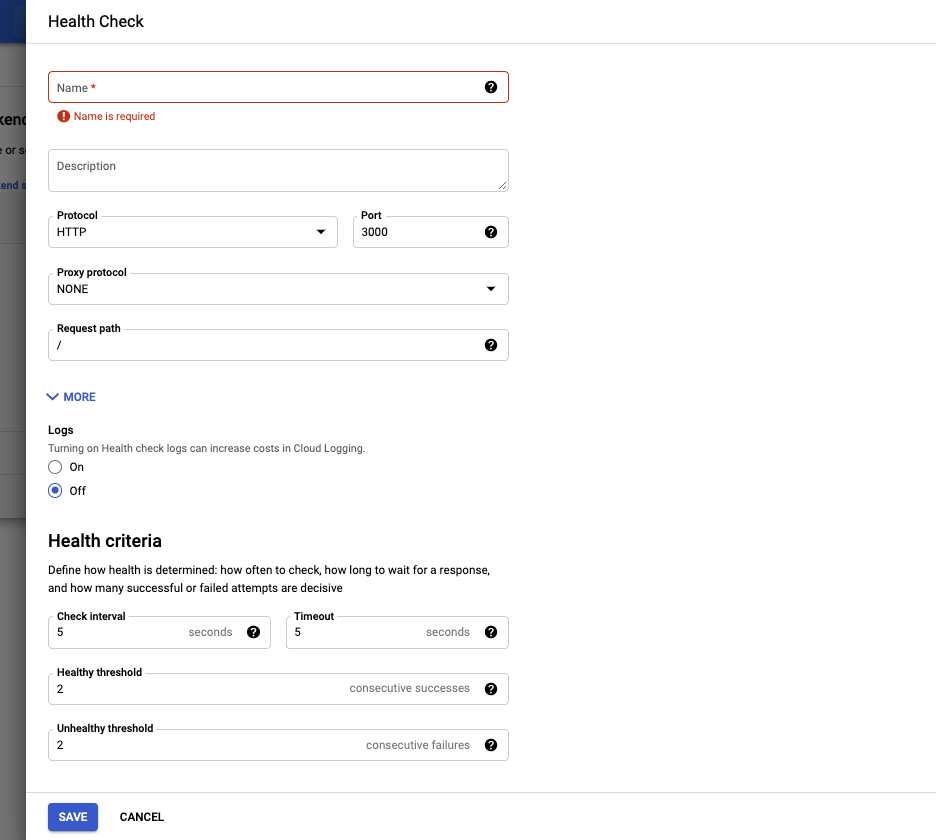 Health Check
Name *
Name is required
Description
Protocol
HTTP
Port
3000
Proxy protocol
NONE
Request path
/
MORE
Logs
Turning on Health check logs can increase costs in Cloud Logging.
On
Off
Health criteria
Define how health is determined: how often to check, how long to wait for a response,
and how many successful or failed attempts are decisive
Check interval
5 seconds
Timeout
5 seconds
Healthy threshold
2 consecutive successes
Unhealthy threshold
2 consecutive failures
SAVE CANCEL